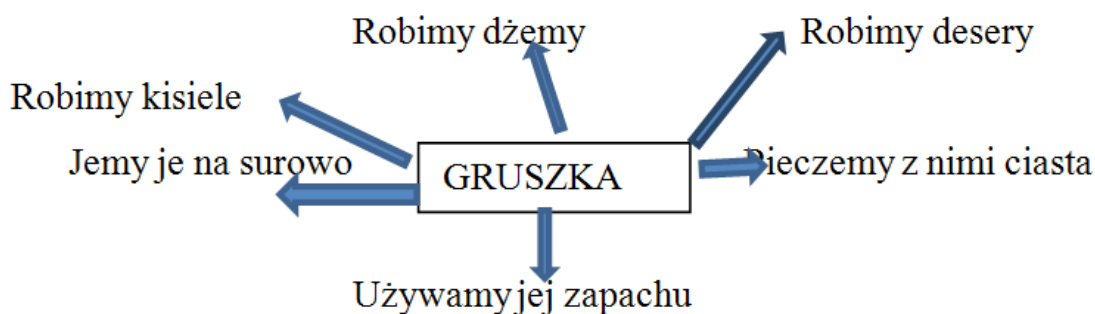 Robimy dżemy
Robimy desery
Robimy kisiele
Jemy je na surowo
GRUSZKA
Pieczemy z nimi ciasta
Używamy jej zapachu